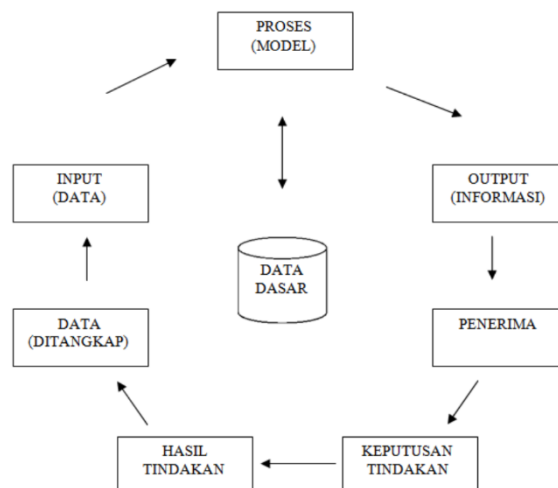 PROSES
(MODEL)
INPUT
(DATA)
OUTPUT
(INFORMASI)
DATA
DASAR
DATA
(DITANGKAP)
PENERIMA
HASIL
TINDAKAN
KEPUTUSAN
TINDAKAN